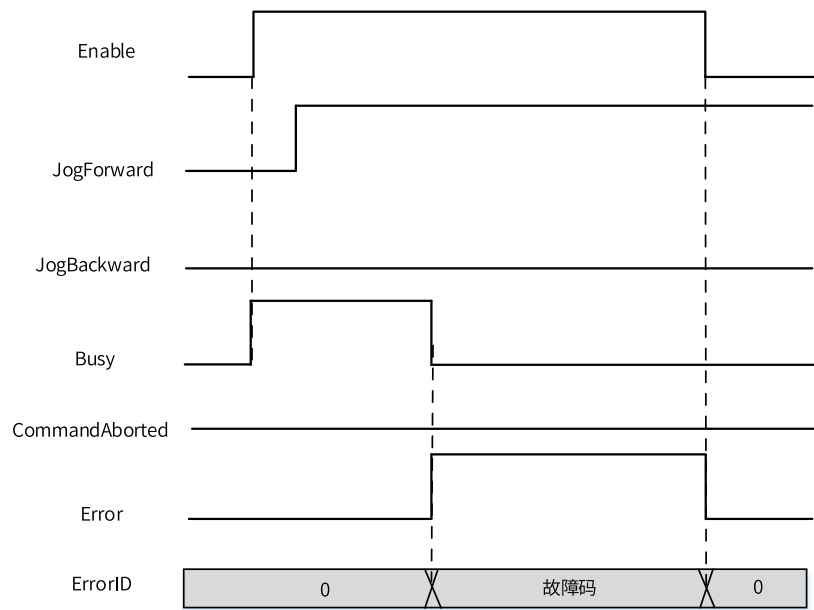 Enable
JogForward
JogBackward
Busy
CommandAborted
Error
ErrorID 0 故障码 0